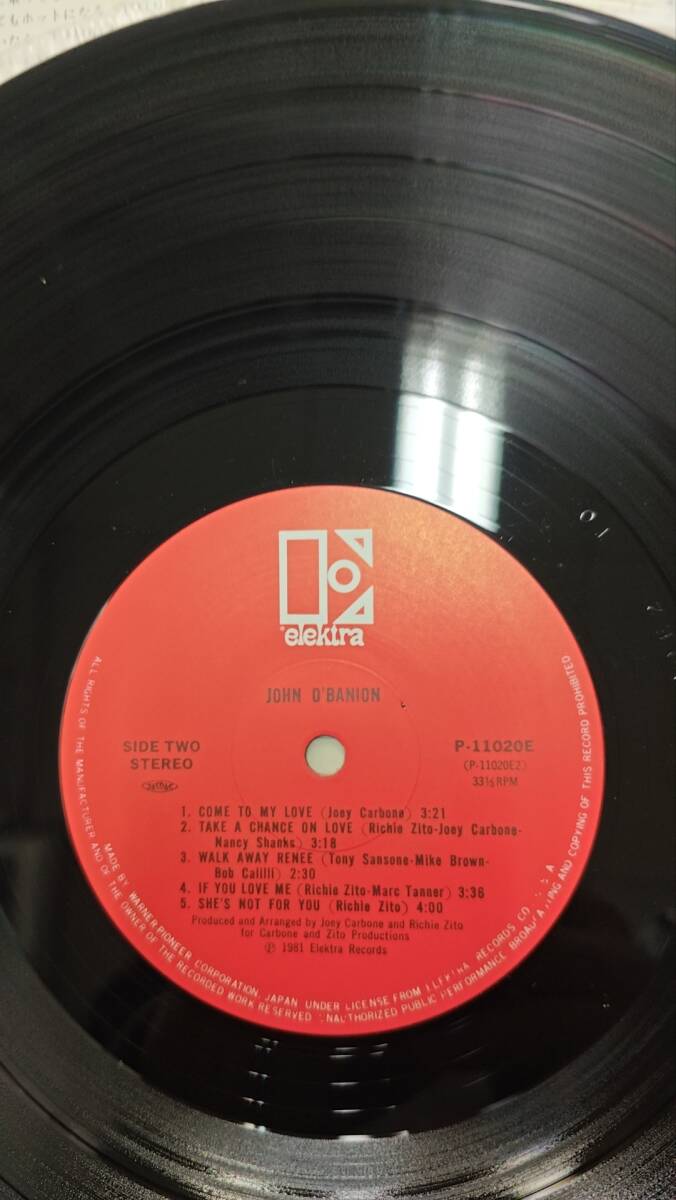 elektra
JOHN O'BANION
SIDE TWO
STEREO
P-11020E
(P-11020E2)
33⅓RPM
JASRAC
1. COME TO MY LOVE (Joey Carbone) 3:21
2. TAKE A CHANCE ON LOVE (Richie Zito-Joey Carbone-
Nancy Shanks) 3:18
3. WALK AWAY RENEE (Tony Sansone-Mike Brown-
Bob Calilli) 2:30
4. IF YOU LOVE ME (Richie Zito-Marc Tanner) 3:36
5. SHE'S NOT FOR YOU (Richie Zito) 4:00
Produced and Arranged by Joey Carbone and Richie Zito
for Carbone and Zito Productions
℗ 1981 Elektra Records
ALL RIGHTS OF THE MANUFACTURER AND OF THE OWNER OF THE RECORDED WORK RESERVED UNAUTHORIZED PUBLIC PERFORMANCE BROADCASTING AND COPYING OF THIS RECORD PROHIBITED
MADE BY WARNER-PIONEER CORPORATION, JAPAN UNDER LICENSE FROM ELEKTRA RECORDS CO.